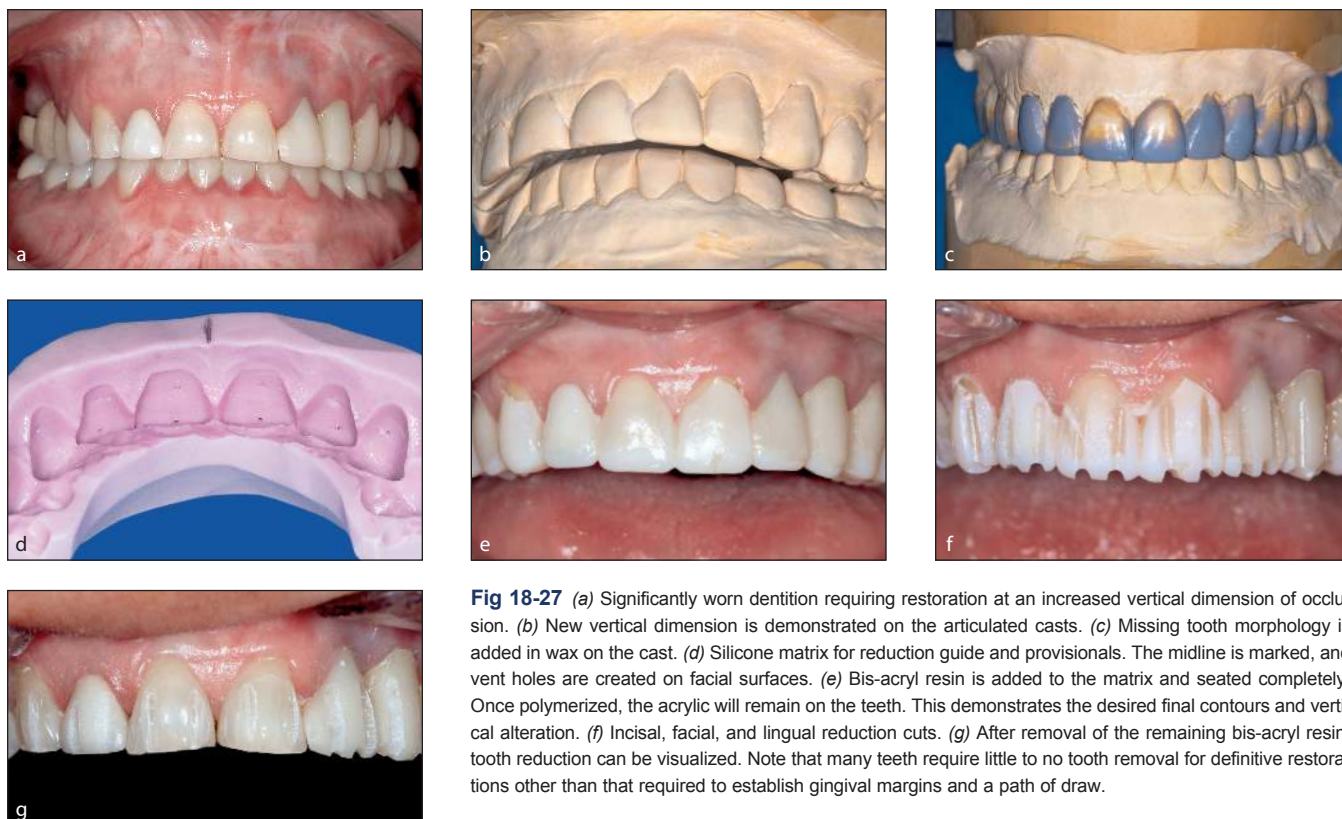 a
b
c
d
e
f
g
Fig 18-27 (a) Significantly worn dentition requiring restoration at an increased vertical dimension of occlu
sion. (b) New vertical dimension is demonstrated on the articulated casts. (c) Missing tooth morphology i
added in wax on the cast. (d) Silicone matrix for reduction guide and provisionals. The midline is marked, an
vent holes are created on facial surfaces. (e) Bis-acryl resin is added to the matrix and seated completely
Once polymerized, the acrylic will remain on the teeth. This demonstrates the desired final contours and verti
cal alteration. (f) Incisal, facial, and lingual reduction cuts. (g) After removal of the remaining bis-acryl resin
tooth reduction can be visualized. Note that many teeth require little to no tooth removal for definitive restora
tions other than that required to establish gingival margins and a path of draw.